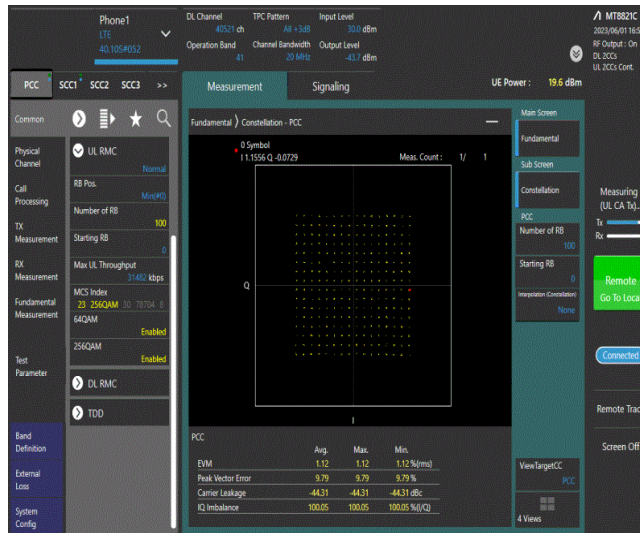 Phone1
LTE
40.105#052
DL Channel
40521 ch
TPC Pattern
All +3dB
Input Level
30.0 dBm
Operation Band
41
Channel Bandwidth
20 MHz
Output Level
-43.7 dBm
MT8821C
2023/06/01 16:5
RF Output : On
DL 2CCs
UL 2CCs Cont.
PCC SCC1 SCC2 SCC3 >>
Measurement
Signaling
UE Power : 19.6 dBm
Common
Physical
Channel
Call
Processing
TX
Measurement
RX
Measurement
Fundamental
Measurement
Test
Parameter
Band
Definition
External
Loss
System
Config
UL RMC
Normal
RB Pos.
Min(#0)
Number of RB
100
Starting RB
0
Max UL Throughput
31482 kbps
MCS Index
23 256QAM 30 78704 8
64QAM
Enabled
256QAM
Enabled
DL RMC
TDD
Fundamental ⟩ Constellation - PCC
0 Symbol
I 1.1556 Q -0.0729
Meas. Count : 1/ 1
Q
I
PCC
Avg. Max. Min.
EVM 1.12 1.12 1.12 %(rms)
Peak Vector Error 9.79 9.79 9.79 %
Carrier Leakage -44.31 -44.31 -44.31 dBc
IQ Imbalance 100.05 100.05 100.05 %(I/Q)
Main Screen
Fundamental
Sub Screen
Constellation
PCC
Number of RB
100
Starting RB
0
Interpolation (Constellation)
None
ViewTargetCC
PCC
4 Views
Measuring
(UL CA Tx)..
Tx
Rx
Remote
Go To Loca
Connected
Remote Trac
Screen Off